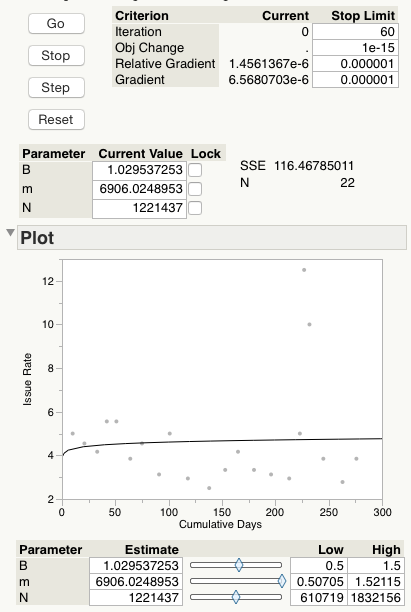 Go
Stop
Step
Reset
Criterion Current Stop Limit
Iteration 0 60
Obj Change . 1e-15
Relative Gradient 1.4561367e-6 0.000001
Gradient 6.5680703e-6 0.000001
Parameter Current Value Lock
B 1.029537253
m 6906.0248953
N 1221437
SSE 116.46785011
N 22
Plot
Issue Rate
12
10
8
6
4
2
0 50 100 150 200 250 300
Cumulative Days
Parameter Estimate Low High
B 1.029537253 0.5 1.5
m 6906.0248953 0.50705 1.52115
N 1221437 610719 1832156